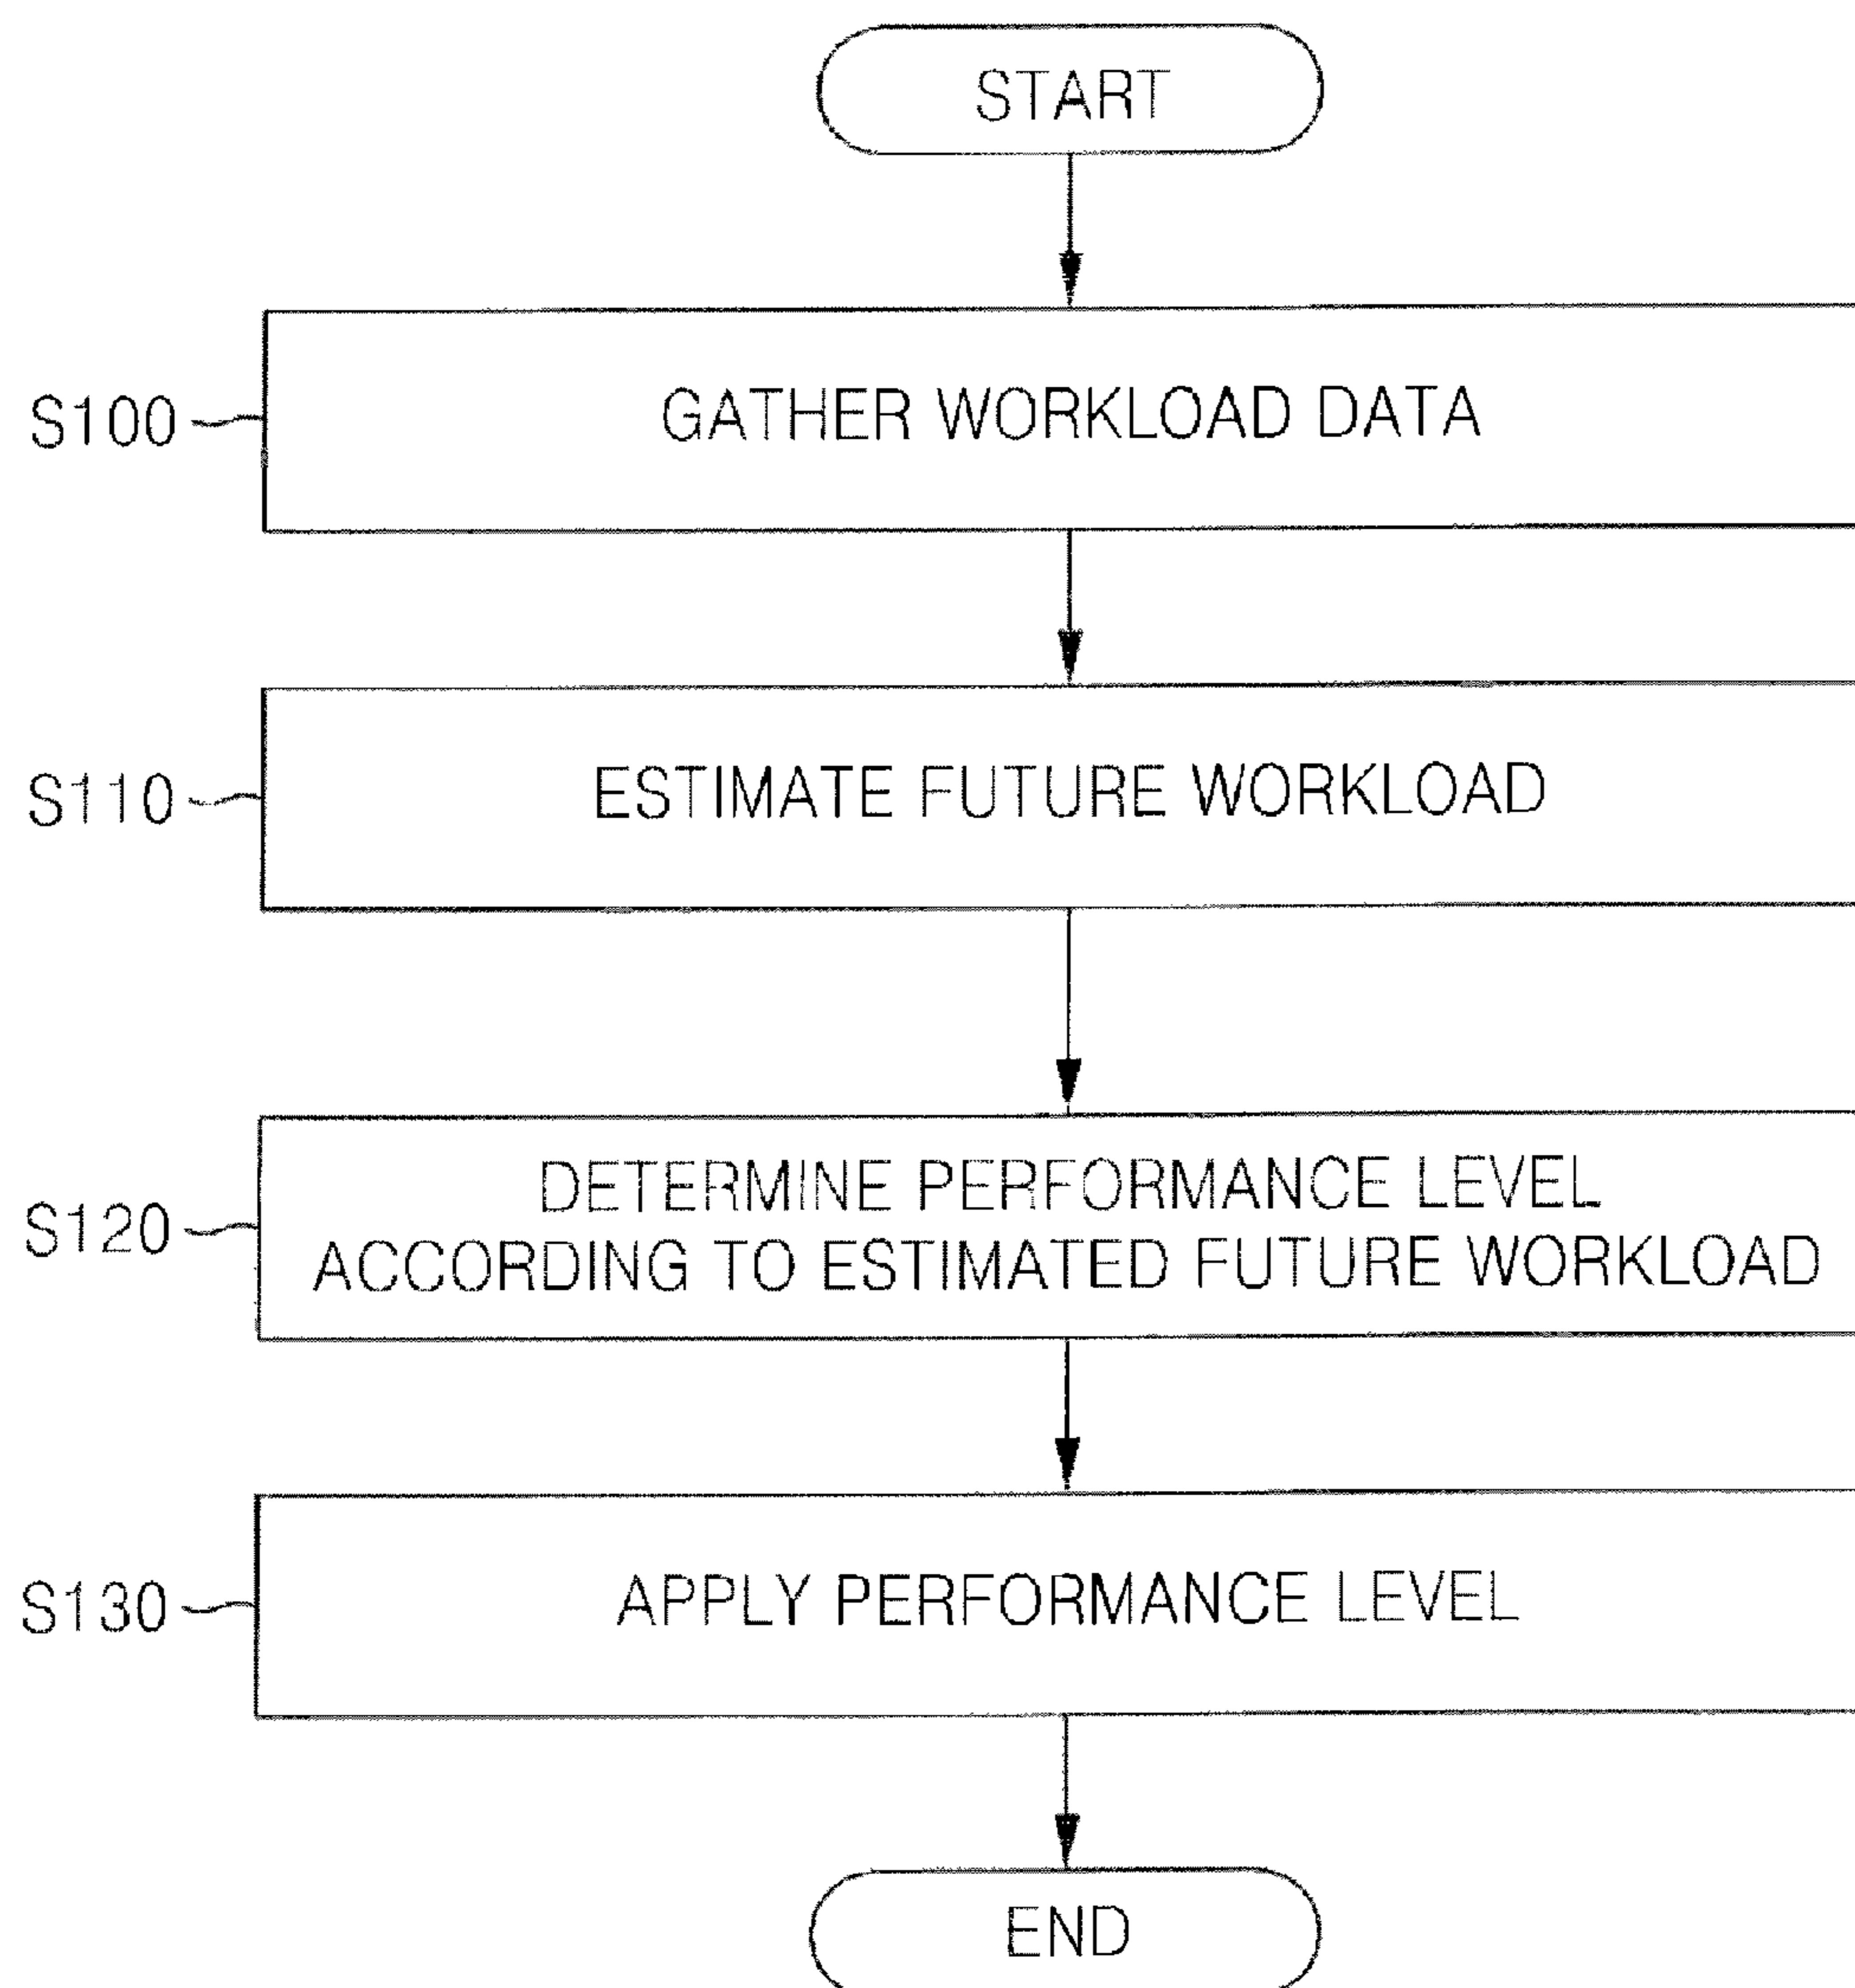 START
S100
GATHER WORKLOAD DATA
S110
ESTIMATE FUTURE WORKLOAD
S120
DETERMINE PERFORMANCE LEVEL
ACCORDING TO ESTIMATED FUTURE WORKLOAD
S130
APPLY PERFORMANCE LEVEL
END